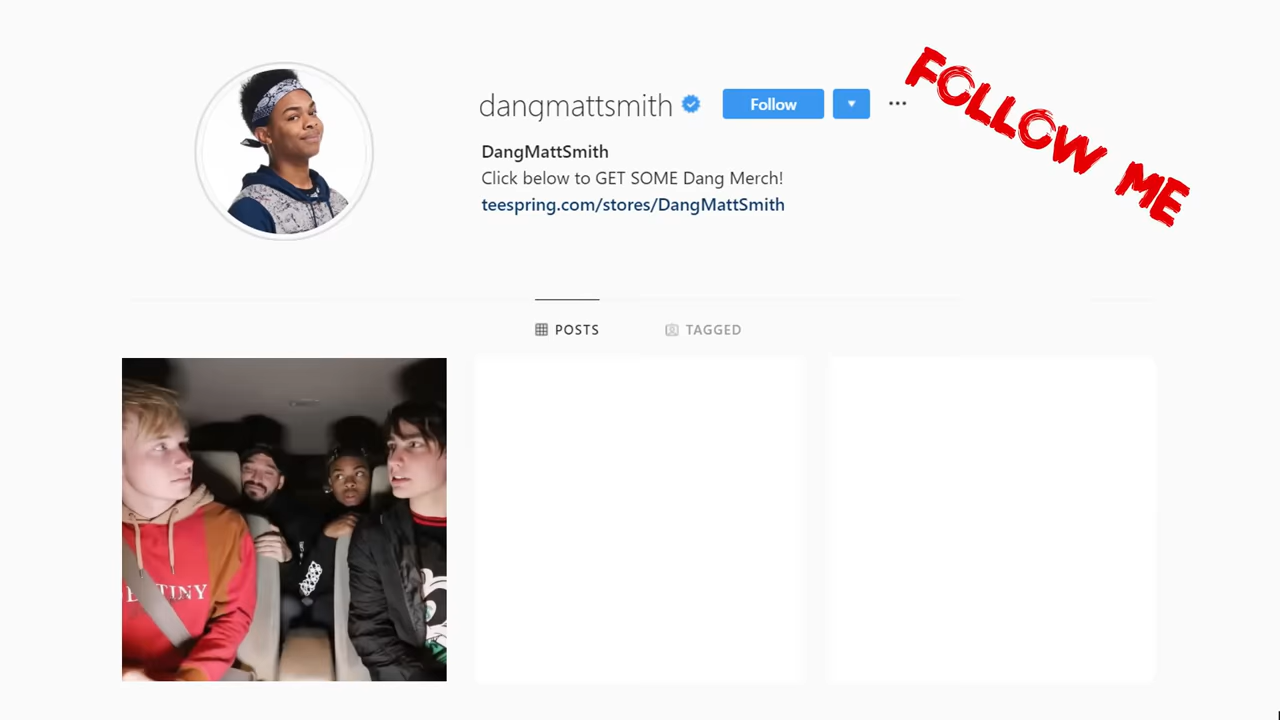 dangmattsmith
Follow
FOLLOW ME
DangMattSmith
Click below to GET SOME Dang Merch!
teespring.com/stores/DangMattSmith
POSTS
TAGGED